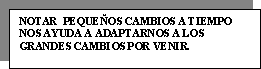 NOTAR PEQUEÑOS CAMBIOS A TIEMPO
NOS AYUDA A ADAPTARNOS A LOS
GRANDES CAMBIOS POR VENIR.